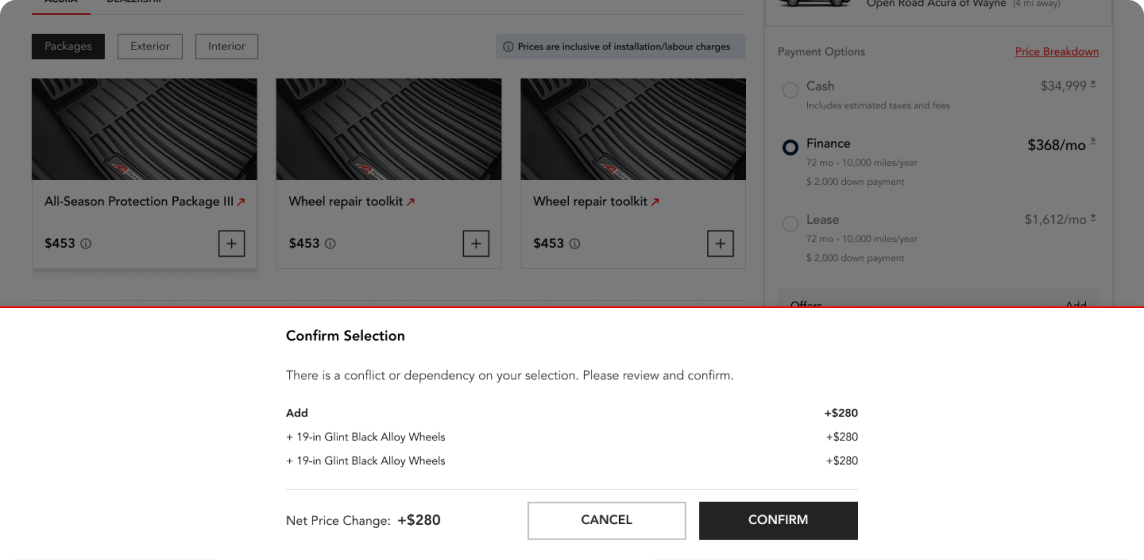 ACURA DEALERSHIP
Open Road Acura of Wayne (4 mi away)
Packages Exterior Interior
Prices are inclusive of installation/labour charges
Payment Options Price Breakdown
Cash $34,999 ±
Includes estimated taxes and fees
Finance $368/mo ±
72 mo • 10,000 miles/year
$ 2,000 down payment
Lease $1,612/mo ±
72 mo • 10,000 miles/year
$ 2,000 down payment
Offers Add
All-Season Protection Package III
$453
Wheel repair toolkit
$453
Wheel repair toolkit
$453
Confirm Selection
There is a conflict or dependency on your selection. Please review and confirm.
Add +$280
+ 19-in Glint Black Alloy Wheels +$280
+ 19-in Glint Black Alloy Wheels +$280
Net Price Change: +$280
CANCEL CONFIRM